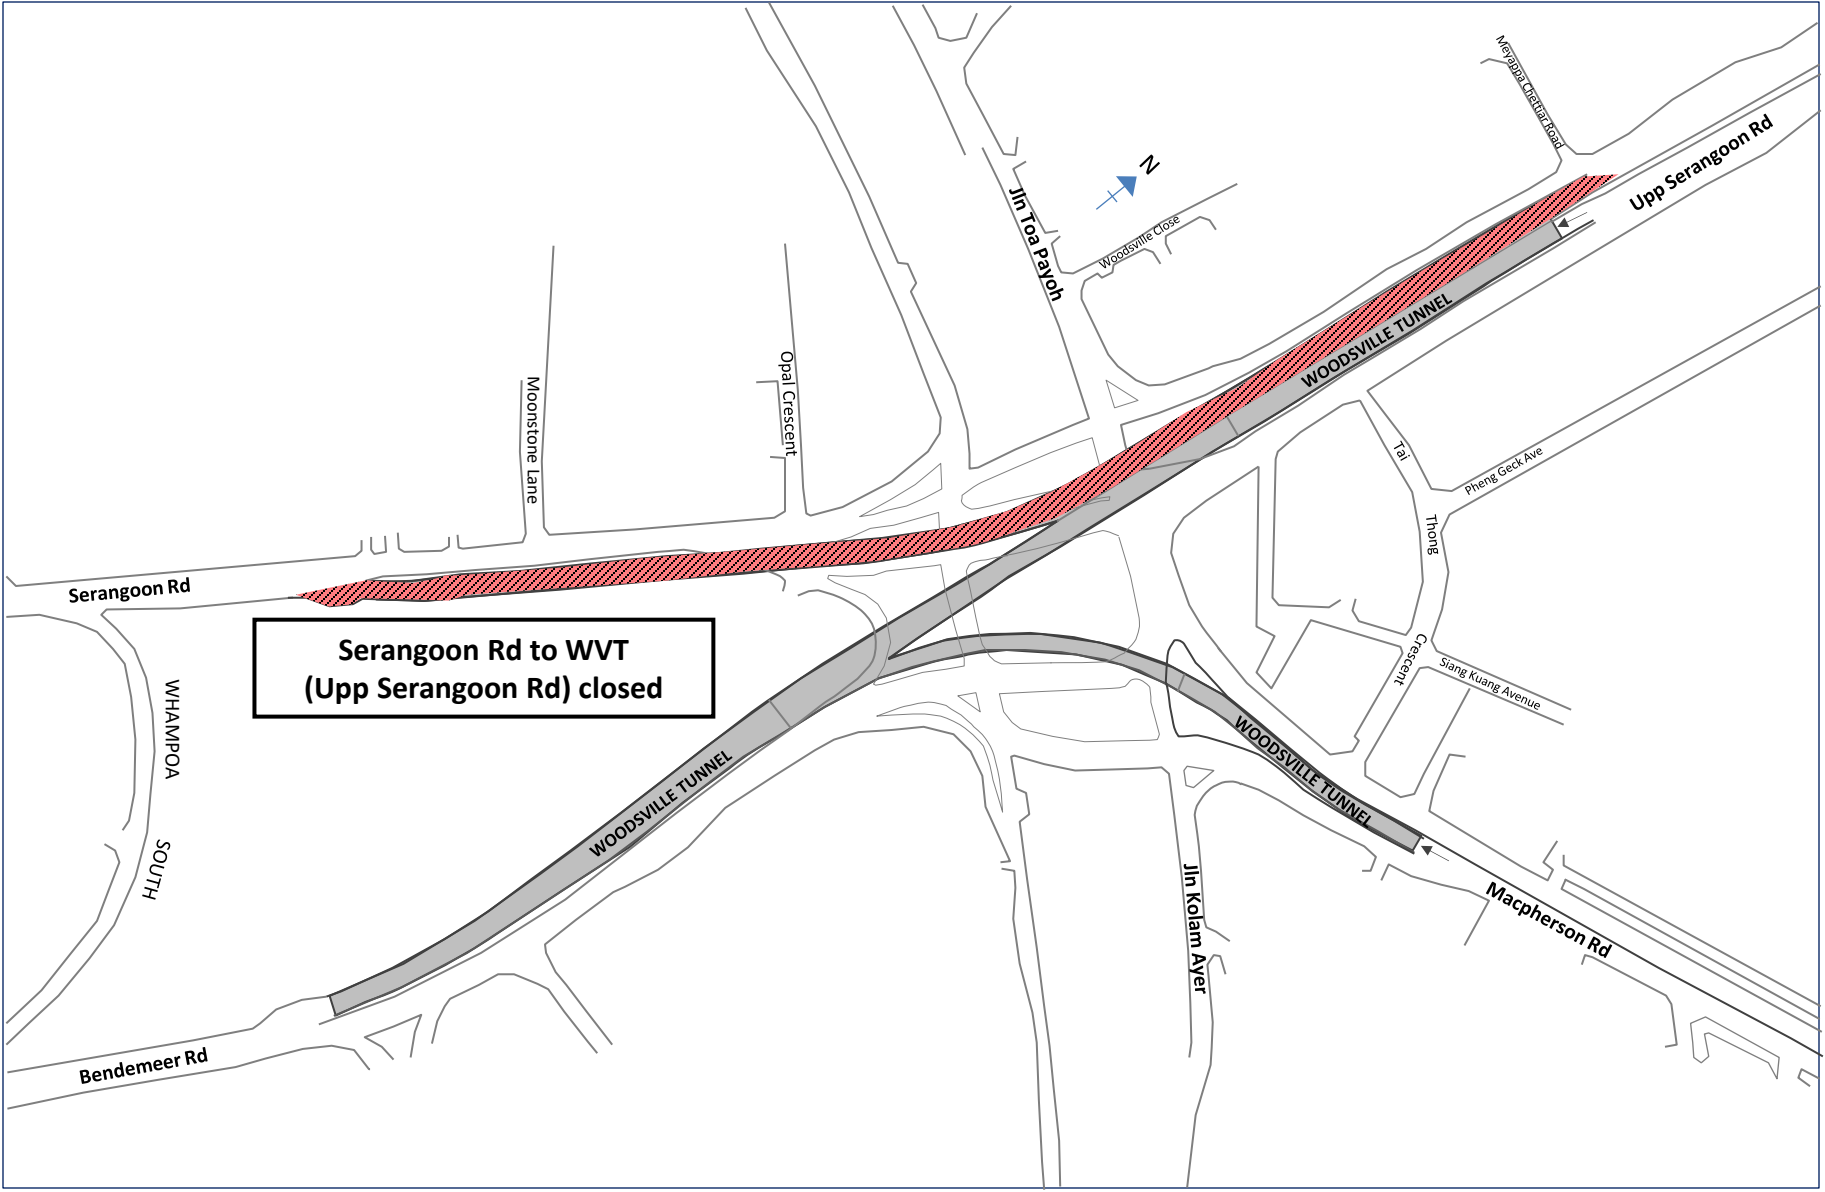 Meyappa Chettiar Road
Upp Serangoon Rd
N
Jln Toa Payoh
Woodsville Close
WOODSVILLE TUNNEL
Opal Crescent
Moonstone Lane
Tai
Thong
Crescent
Pheng Geck Ave
Siang Kuang Avenue
Serangoon Rd
Serangoon Rd to WVT
(Upp Serangoon Rd) closed
WHAMPOA
SOUTH
WOODSVILLE TUNNEL
WOODSVILLE TUNNEL
Jln Kolam Ayer
Macpherson Rd
Bendemeer Rd